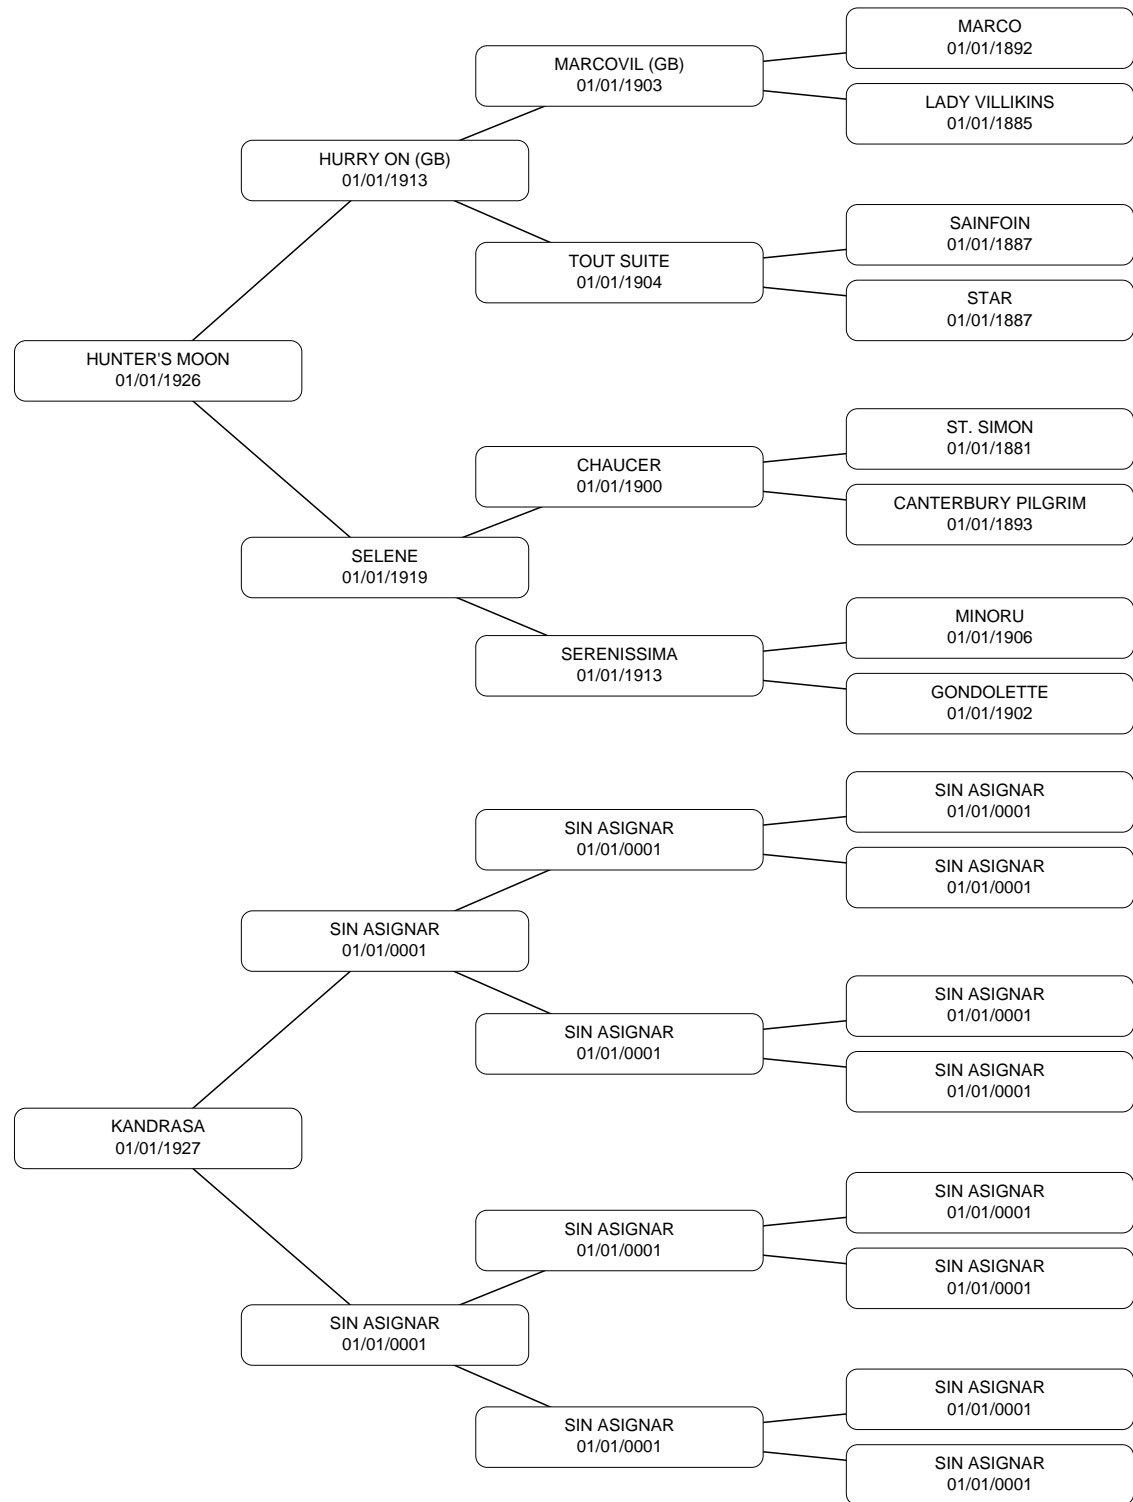 MARCO
01/01/1892
MARCOVIL (GB)
01/01/1903
LADY VILLIKINS
01/01/1885
HURRY ON (GB)
01/01/1913
SAINFOIN
01/01/1887
TOUT SUITE
01/01/1904
STAR
01/01/1887
HUNTER'S MOON
01/01/1926
ST. SIMON
01/01/1881
CHAUCER
01/01/1900
CANTERBURY PILGRIM
01/01/1893
SELENE
01/01/1919
MINORU
01/01/1906
SERENISSIMA
01/01/1913
GONDOLETTE
01/01/1902
SIN ASIGNAR
01/01/0001
SIN ASIGNAR
01/01/0001
SIN ASIGNAR
01/01/0001
SIN ASIGNAR
01/01/0001
SIN ASIGNAR
01/01/0001
SIN ASIGNAR
01/01/0001
SIN ASIGNAR
01/01/0001
KANDRASA
01/01/1927
SIN ASIGNAR
01/01/0001
SIN ASIGNAR
01/01/0001
SIN ASIGNAR
01/01/0001
SIN ASIGNAR
01/01/0001
SIN ASIGNAR
01/01/0001
SIN ASIGNAR
01/01/0001
SIN ASIGNAR
01/01/0001